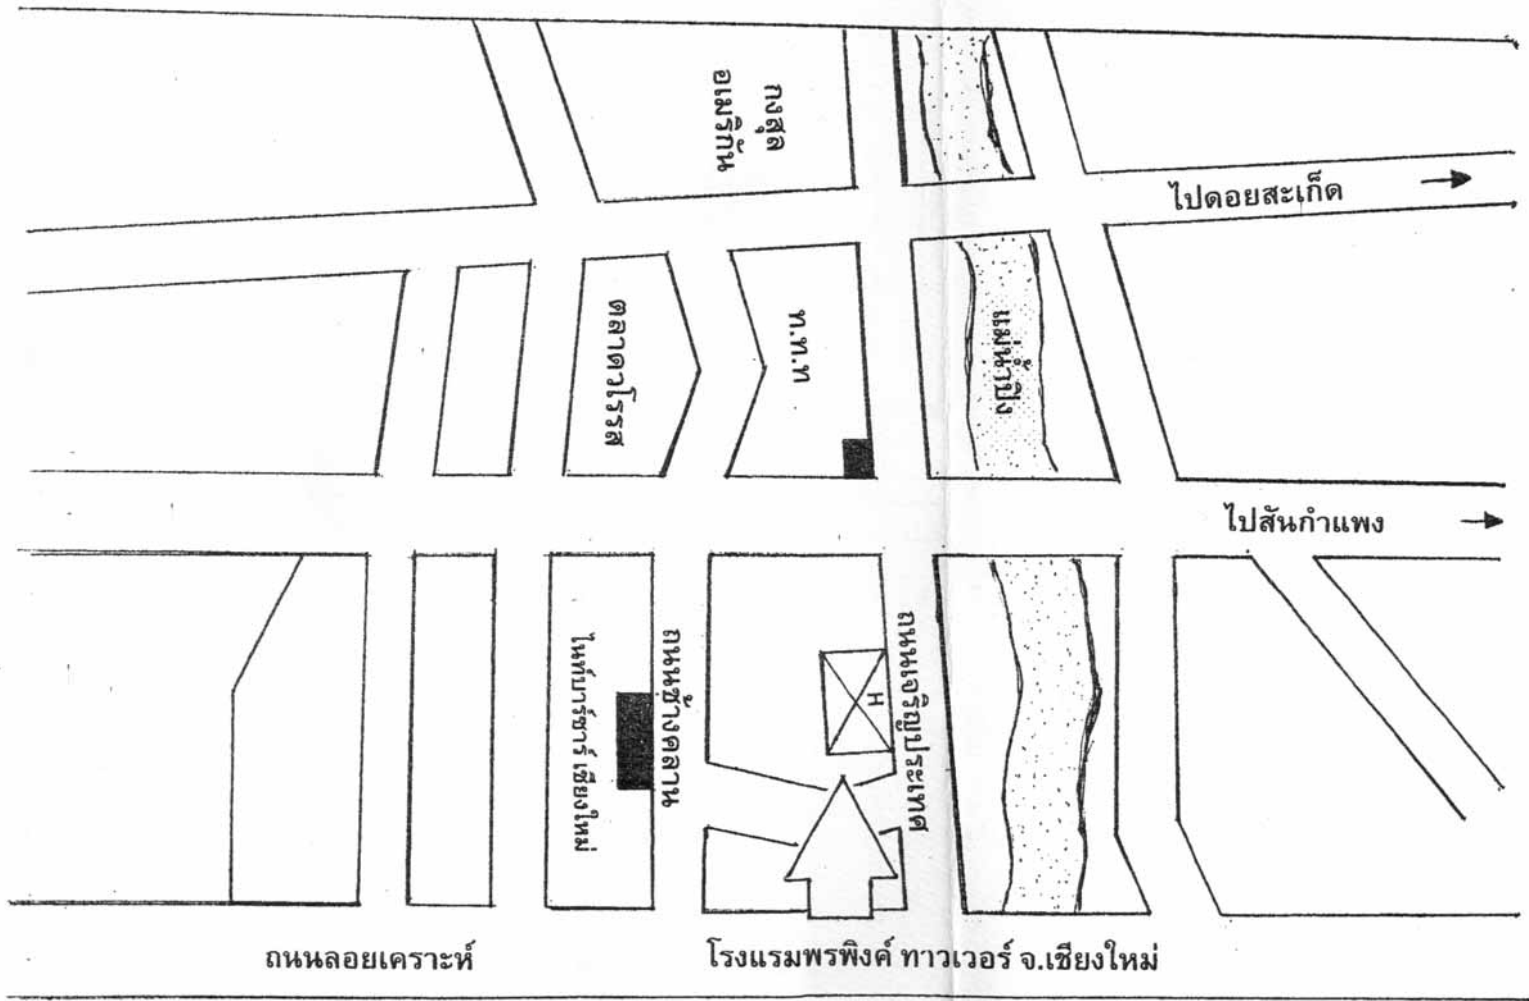 กงสุล
อเมริกัน
ไปดอยสะเก็ด
ตลาดวโรรส
ท.ท.ท
แม่น้ำปิง
ไปสันกำแพง
ไนท์บาร์ซาร์ เชียงใหม่
ถนนช้างคลาน
H
ถนนเจริญประเทศ
ถนนลอยเคราะห์
โรงแรมพรพิงค์ ทาวเวอร์ จ.เชียงใหม่